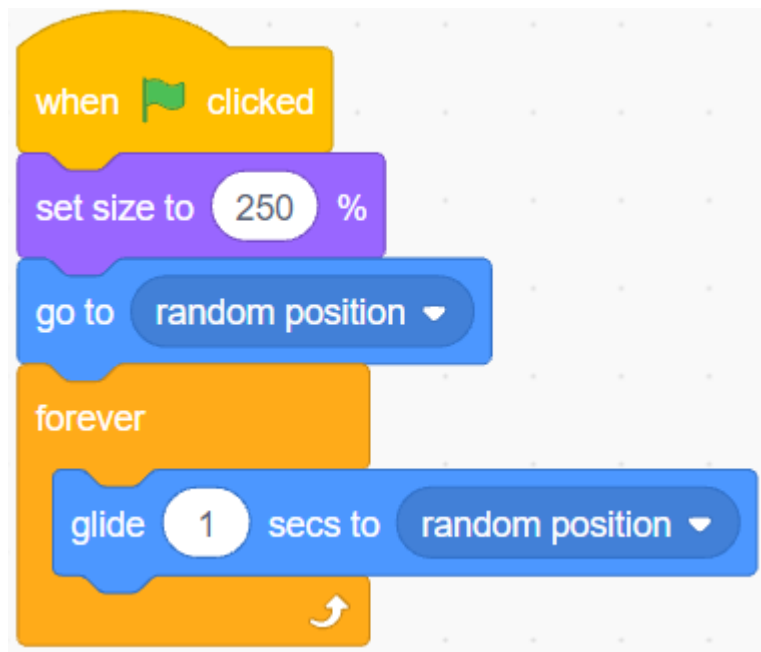 when clicked
set size to 250 %
go to random position
forever
glide 1 secs to random position